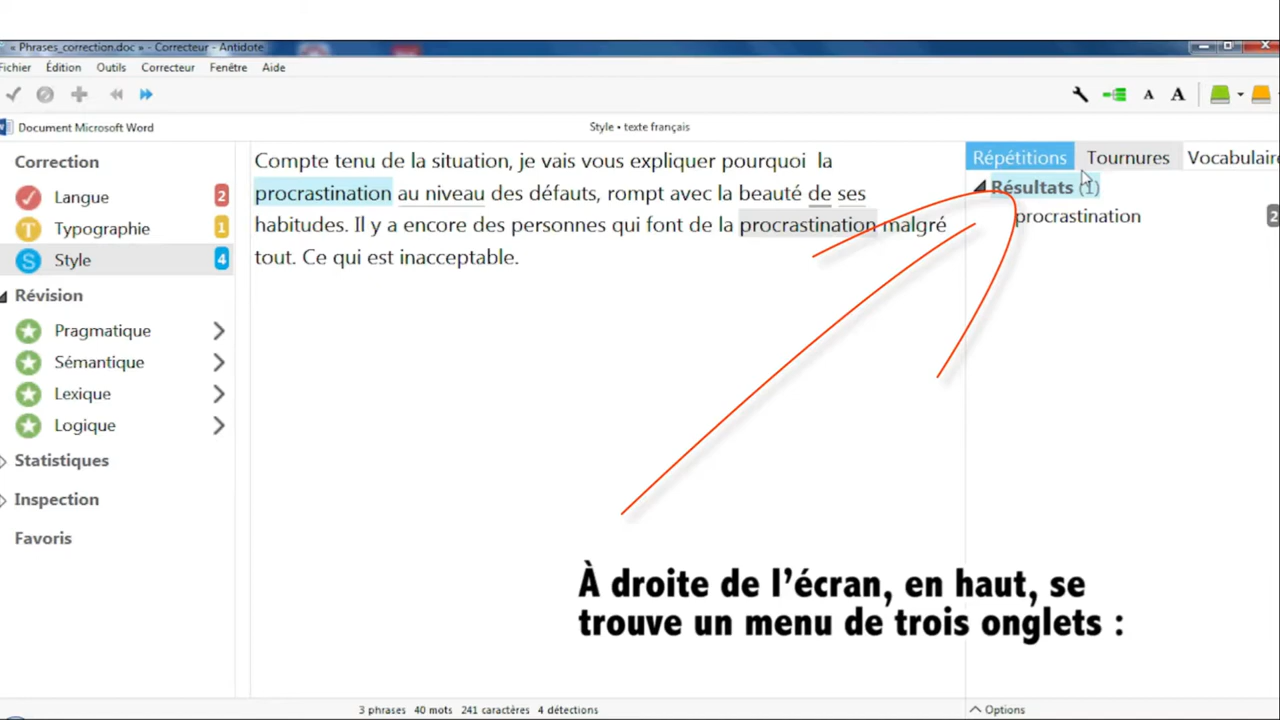 « Phrases_correction.doc » - Correcteur - Antidote
Fichier Édition Outils Correcteur Fenêtre Aide
A A
Document Microsoft Word
Style • texte français
Correction
Langue 2
Typographie 1
Style 4
Révision
Pragmatique
Sémantique
Lexique
Logique
Statistiques
Inspection
Favoris
Compte tenu de la situation, je vais vous expliquer pourquoi la
procrastination au niveau des défauts, rompt avec la beauté de ses
habitudes. Il y a encore des personnes qui font de la procrastination malgré
tout. Ce qui est inacceptable.
Répétitions Tournures Vocabulaire
Résultats (1)
procrastination 2
À droite de l’écran, en haut, se
trouve un menu de trois onglets :
3 phrases 40 mots 241 caractères 4 détections
Options